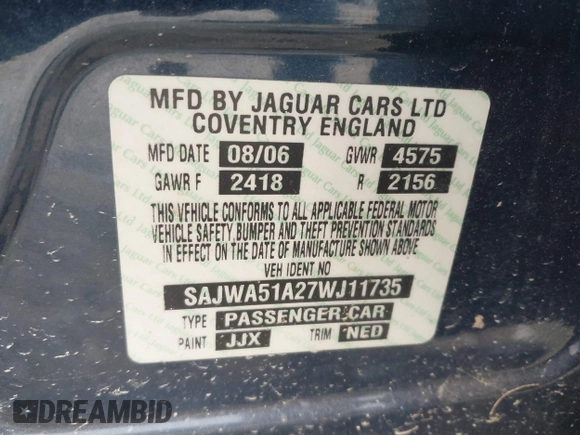 MFD BY JAGUAR CARS LTD
COVENTRY ENGLAND
MFD DATE 08/06 GVWR 4575
GAWR F 2418 R 2156
THIS VEHICLE CONFORMS TO ALL APPLICABLE FEDERAL MOTOR
VEHICLE SAFETY, BUMPER AND THEFT PREVENTION STANDARDS
IN EFFECT ON THE DATE OF MANUFACTURE SHOWN ABOVE
VEH IDENT NO
SAJWA51A27WJ11735
TYPE PASSENGER CAR
PAINT JJX TRIM NED
DREAMBID